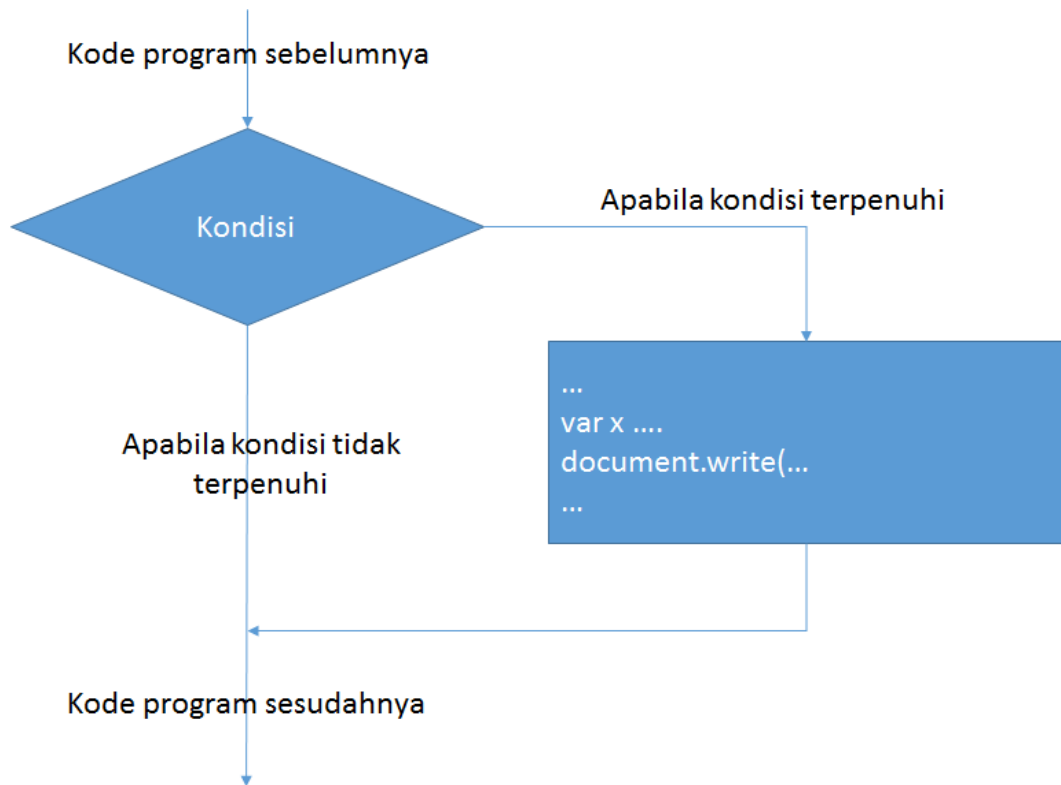 Kode program sebelumnya
Kondisi
Apabila kondisi terpenuhi
...
var x ....
document.write(...
...
Apabila kondisi tidak
terpenuhi
Kode program sesudahnya